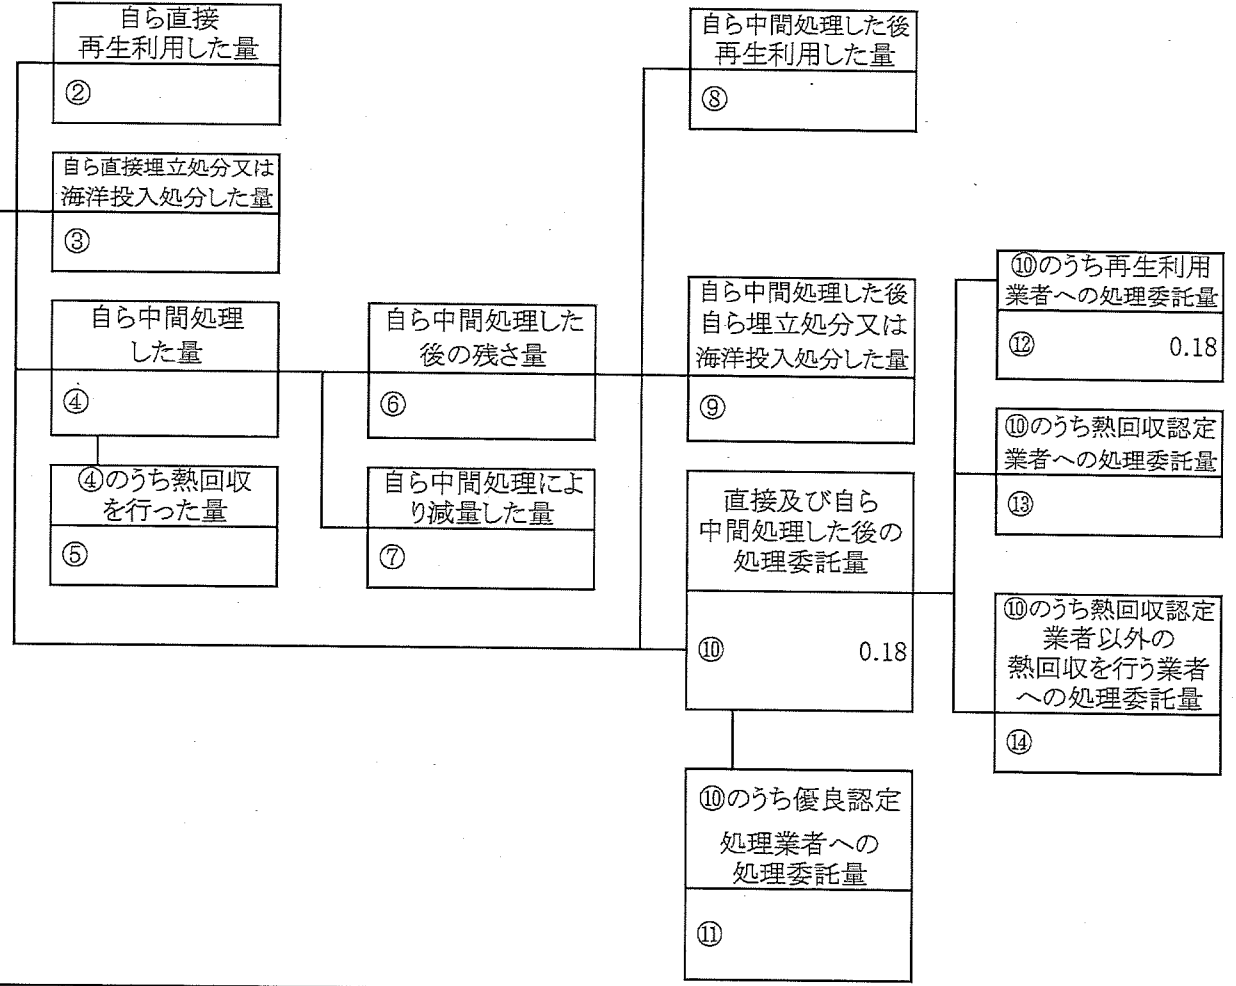 自ら直接
再生利用した量
②
自ら直接埋立処分又は
海洋投入処分した量
③
自ら中間処理
した量
④
④のうち熱回収
を行った量
⑤
自ら中間処理した
後の残さ量
⑥
自ら中間処理によ
り減量した量
⑦
自ら中間処理した後
再生利用した量
⑧
自ら中間処理した後
自ら埋立処分又は
海洋投入処分した量
⑨
直接及び自ら
中間処理した後の
処理委託量
⑩ 0.18
⑩のうち優良認定
処理業者への
処理委託量
⑪
⑩のうち再生利用
業者への処理委託量
⑫ 0.18
⑩のうち熱回収認定
業者への処理委託量
⑬
⑩のうち熱回収認定
業者以外の
熱回収を行う業者
への処理委託量
⑭